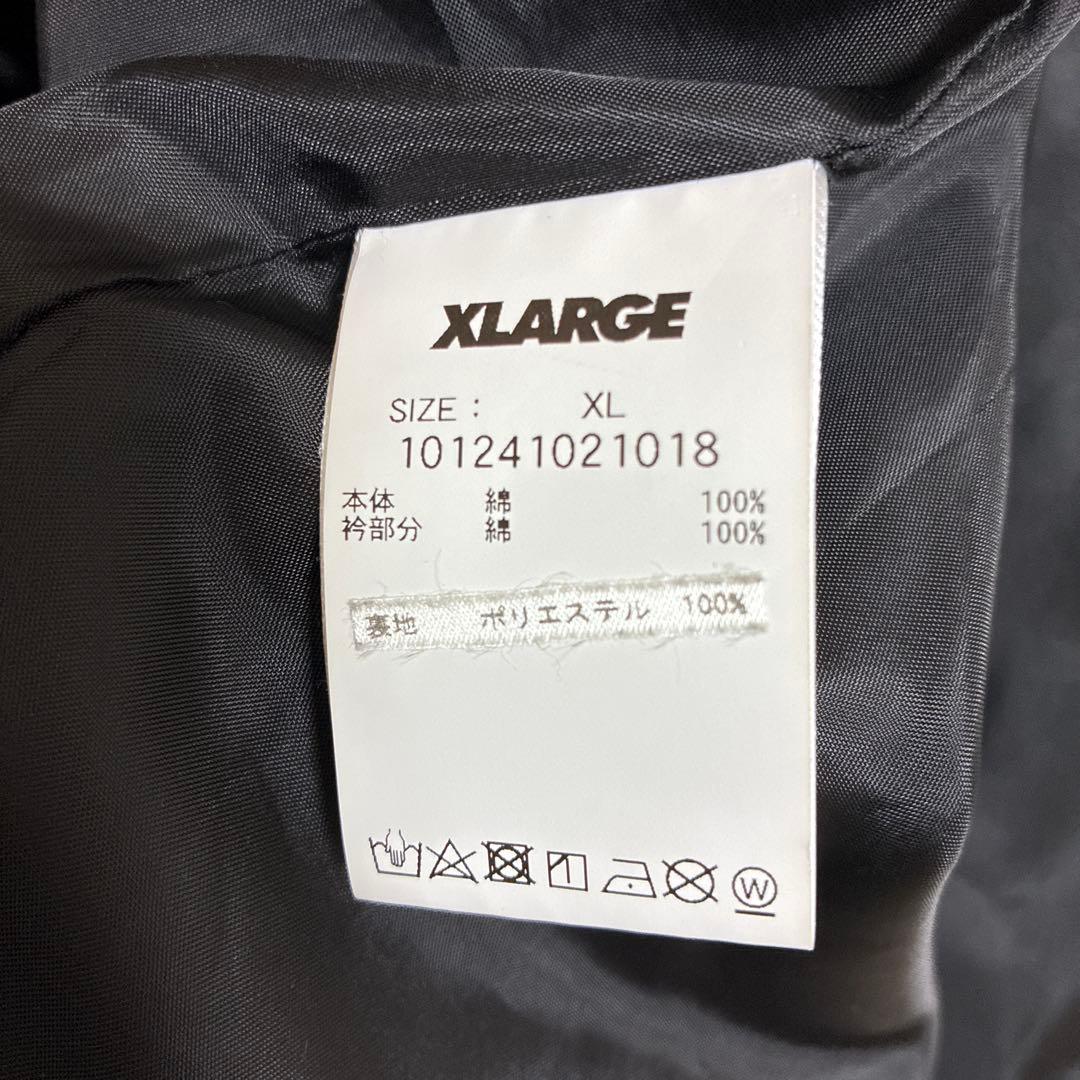 XLARGE
SIZE : XL
101241021018
本体 綿 100%
衿部分 綿 100%
裏地 ポリエステル 100%
W